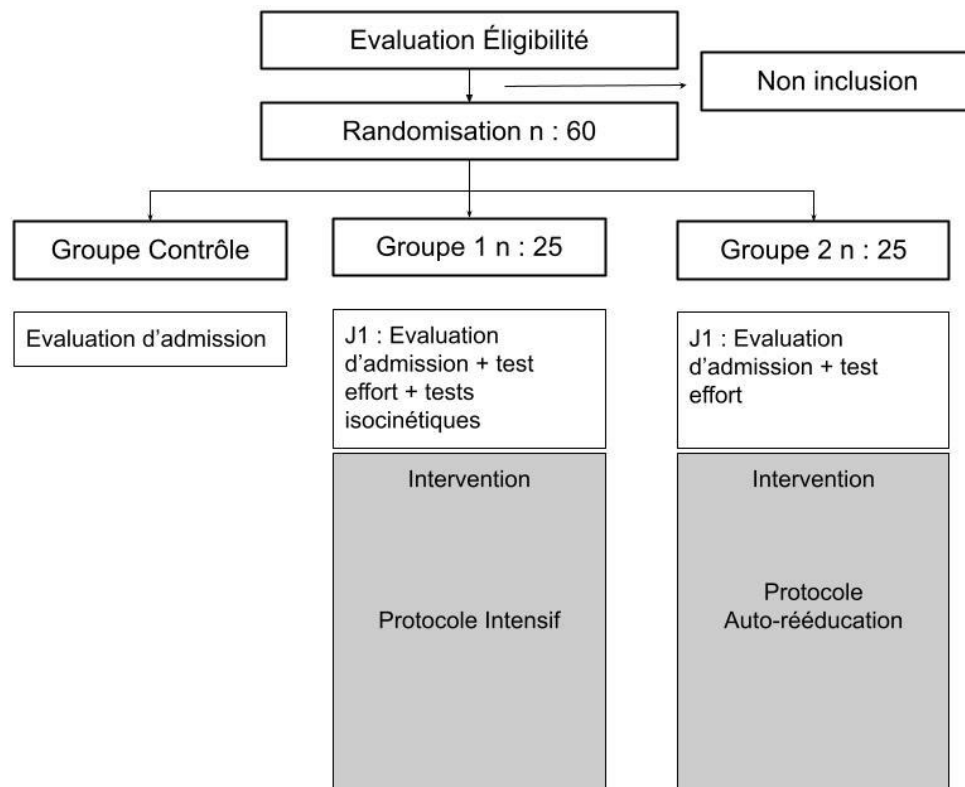 Evaluation Éligibilité
Non inclusion
Randomisation n : 60
Groupe Contrôle
Groupe 1 n : 25
Groupe 2 n : 25
Evaluation d’admission
J1 : Evaluation
d’admission + test
effort + tests
isocinétiques
J1 : Evaluation
d’admission + test
effort
Intervention
Protocole Intensif
Intervention
Protocole
Auto-rééducation